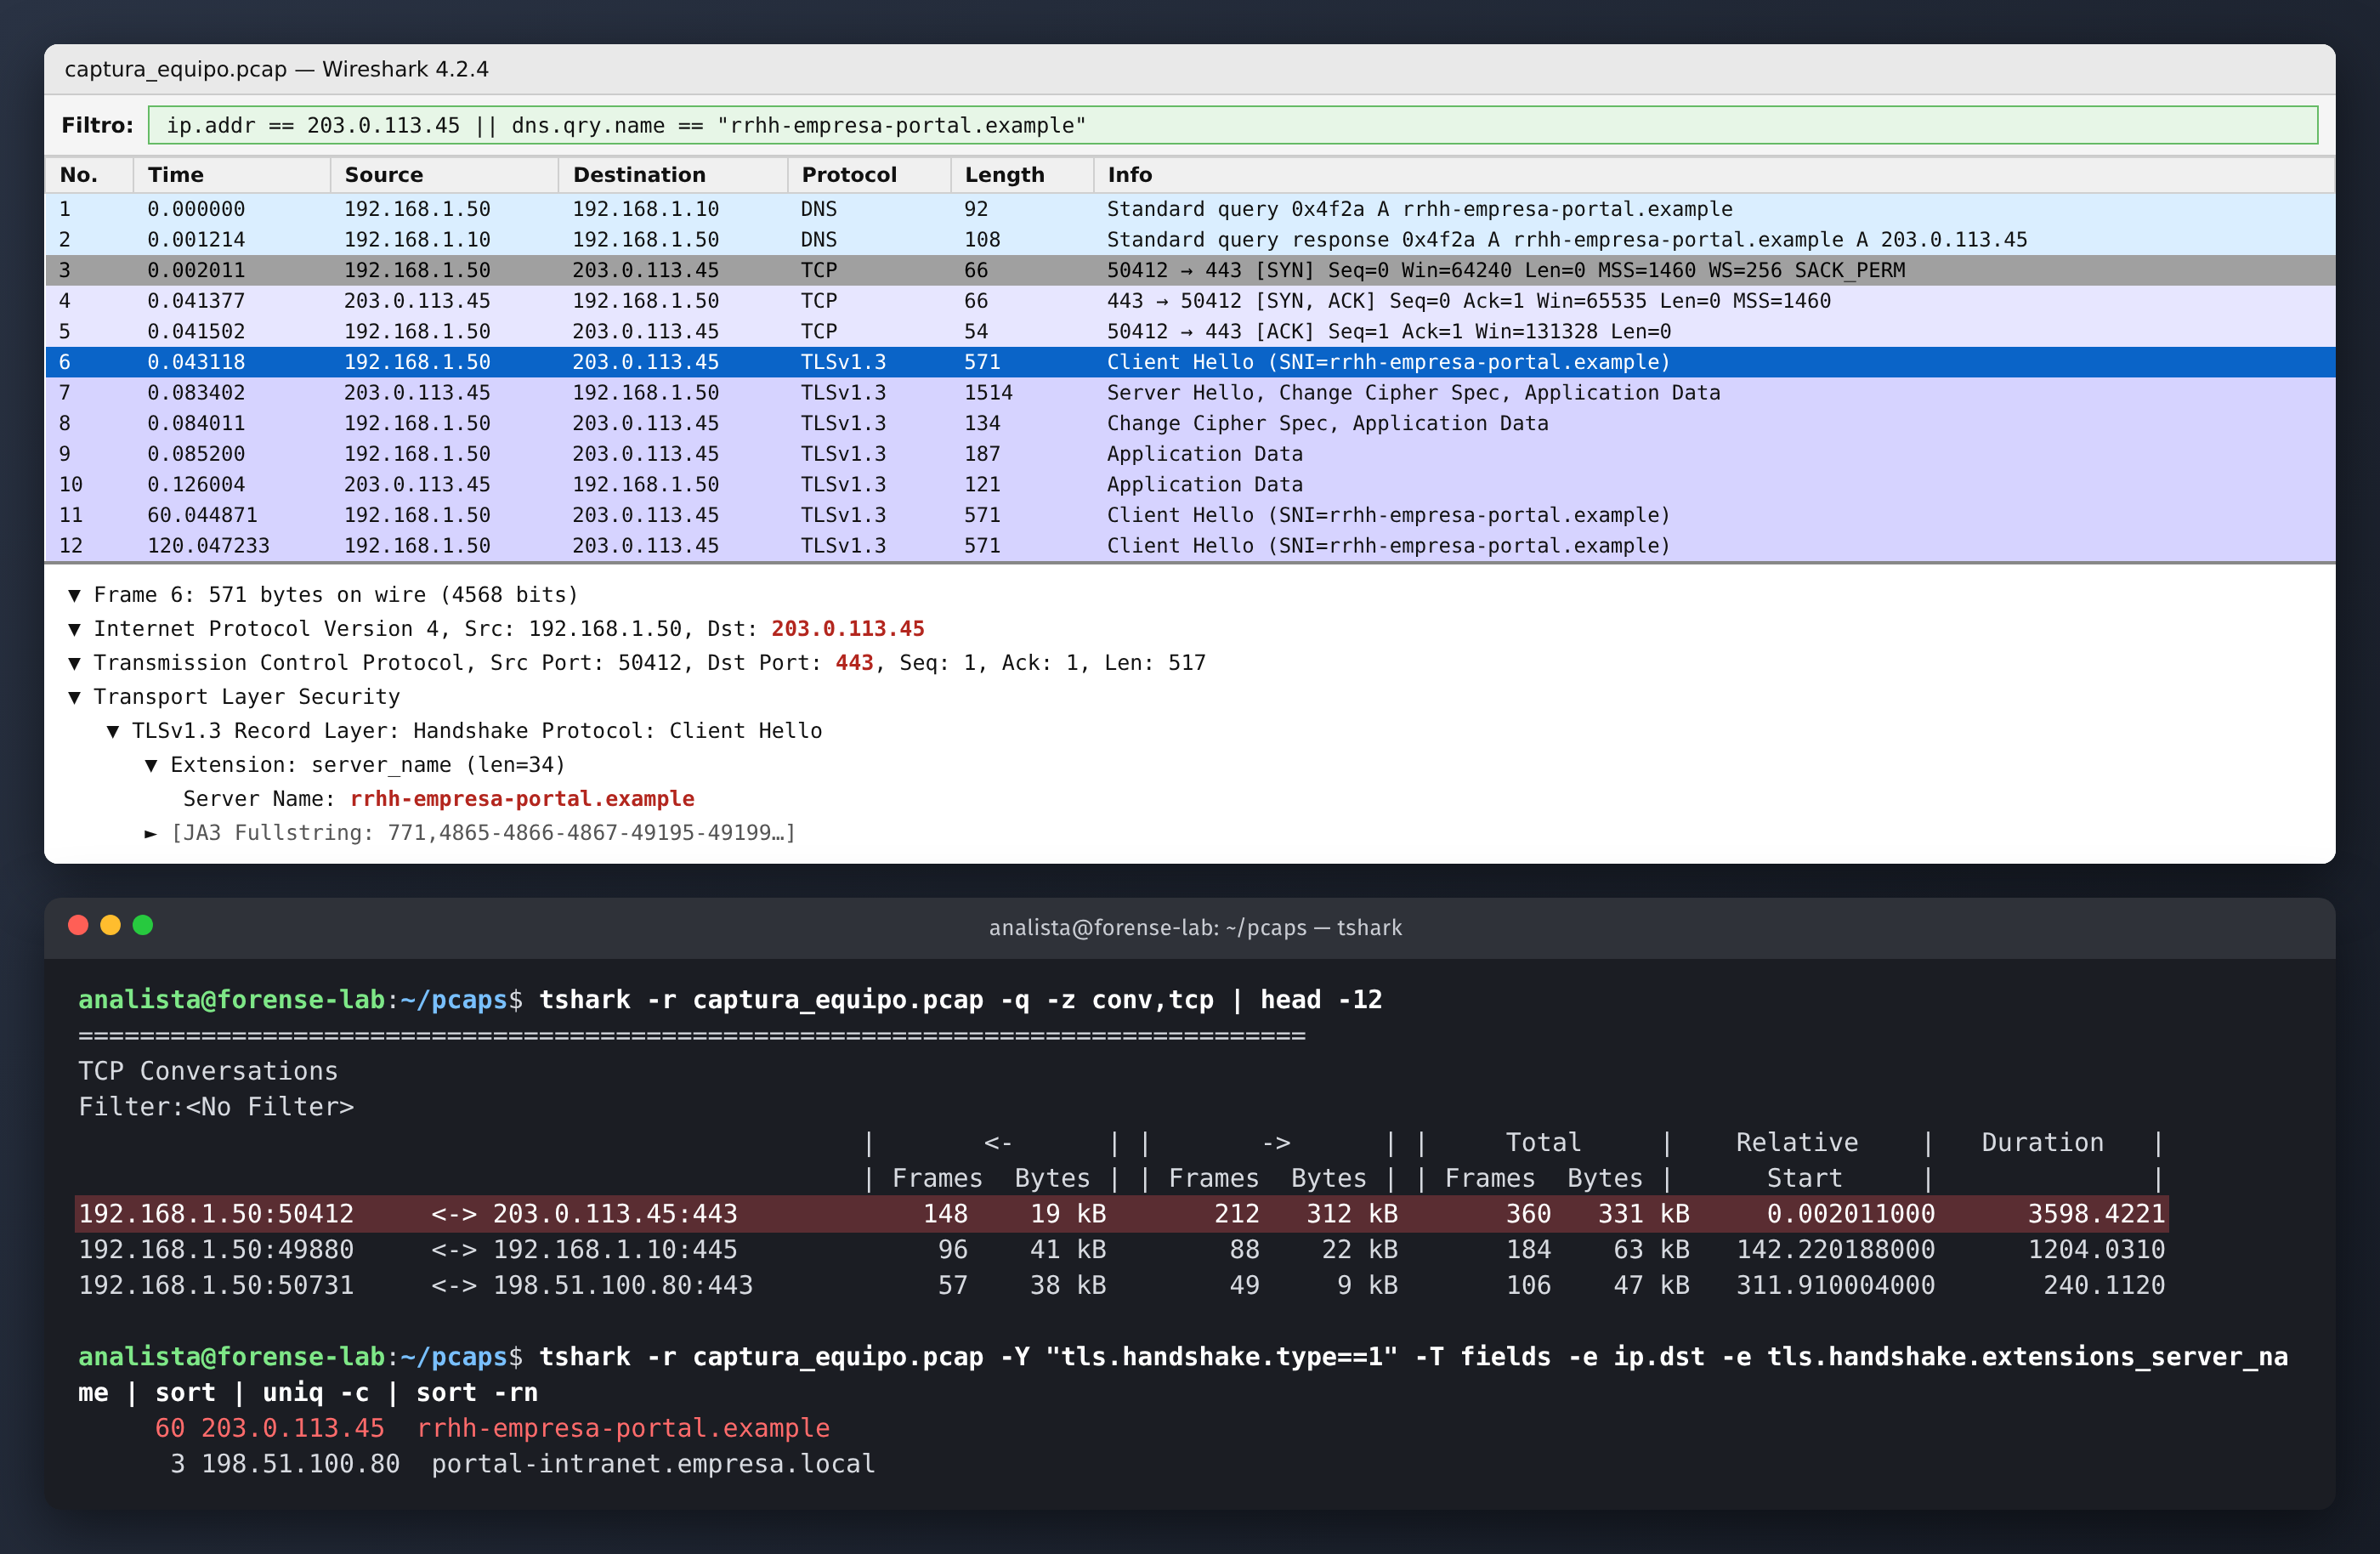 captura_equipo.pcap — Wireshark 4.2.4
Filtro: ip.addr == 203.0.113.45 || dns.qry.name == "rrhh-empresa-portal.example"
No. Time Source Destination Protocol Length Info
1 0.000000 192.168.1.50 192.168.1.10 DNS 92 Standard query 0x4f2a A rrhh-empresa-portal.example
2 0.001214 192.168.1.10 192.168.1.50 DNS 108 Standard query response 0x4f2a A rrhh-empresa-portal.example A 203.0.113.45
3 0.002011 192.168.1.50 203.0.113.45 TCP 66 50412 → 443 [SYN] Seq=0 Win=64240 Len=0 MSS=1460 WS=256 SACK_PERM
4 0.041377 203.0.113.45 192.168.1.50 TCP 66 443 → 50412 [SYN, ACK] Seq=0 Ack=1 Win=65535 Len=0 MSS=1460
5 0.041502 192.168.1.50 203.0.113.45 TCP 54 50412 → 443 [ACK] Seq=1 Ack=1 Win=131328 Len=0
6 0.043118 192.168.1.50 203.0.113.45 TLSv1.3 571 Client Hello (SNI=rrhh-empresa-portal.example)
7 0.083402 203.0.113.45 192.168.1.50 TLSv1.3 1514 Server Hello, Change Cipher Spec, Application Data
8 0.084011 192.168.1.50 203.0.113.45 TLSv1.3 134 Change Cipher Spec, Application Data
9 0.085200 192.168.1.50 203.0.113.45 TLSv1.3 187 Application Data
10 0.126004 203.0.113.45 192.168.1.50 TLSv1.3 121 Application Data
11 60.044871 192.168.1.50 203.0.113.45 TLSv1.3 571 Client Hello (SNI=rrhh-empresa-portal.example)
12 120.047233 192.168.1.50 203.0.113.45 TLSv1.3 571 Client Hello (SNI=rrhh-empresa-portal.example)
▼ Frame 6: 571 bytes on wire (4568 bits)
▼ Internet Protocol Version 4, Src: 192.168.1.50, Dst: 203.0.113.45
▼ Transmission Control Protocol, Src Port: 50412, Dst Port: 443, Seq: 1, Ack: 1, Len: 517
▼ Transport Layer Security
▼ TLSv1.3 Record Layer: Handshake Protocol: Client Hello
▼ Extension: server_name (len=34)
Server Name: rrhh-empresa-portal.example
► [JA3 Fullstring: 771,4865-4866-4867-49195-49199…]
analista@forense-lab: ~/pcaps — tshark
analista@forense-lab:~/pcaps$ tshark -r captura_equipo.pcap -q -z conv,tcp | head -12
================================================================================
TCP Conversations
Filter:<No Filter>
| <- | | -> | | Total | Relative | Duration |
| Frames Bytes | | Frames Bytes | | Frames Bytes | Start | |
192.168.1.50:50412 <-> 203.0.113.45:443 148 19 kB 212 312 kB 360 331 kB 0.002011000 3598.4221
192.168.1.50:49880 <-> 192.168.1.10:445 96 41 kB 88 22 kB 184 63 kB 142.220188000 1204.0310
192.168.1.50:50731 <-> 198.51.100.80:443 57 38 kB 49 9 kB 106 47 kB 311.910004000 240.1120
analista@forense-lab:~/pcaps$ tshark -r captura_equipo.pcap -Y "tls.handshake.type==1" -T fields -e ip.dst -e tls.handshake.extensions_server_na
me | sort | uniq -c | sort -rn
60 203.0.113.45 rrhh-empresa-portal.example
3 198.51.100.80 portal-intranet.empresa.local